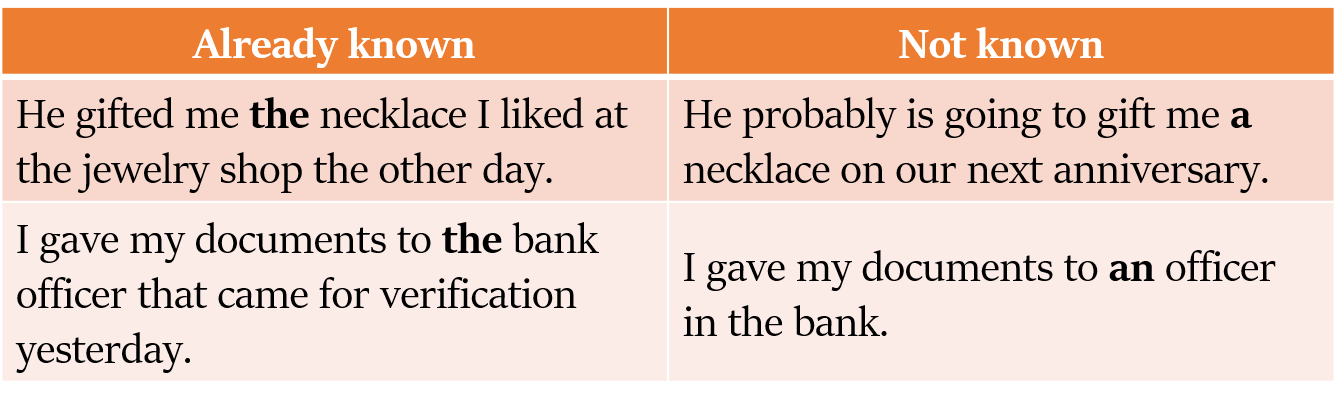 Already known
Not known
He gifted me the necklace I liked at
the jewelry shop the other day.
He probably is going to gift me a
necklace on our next anniversary.
I gave my documents to the bank
officer that came for verification
yesterday.
I gave my documents to an officer
in the bank.